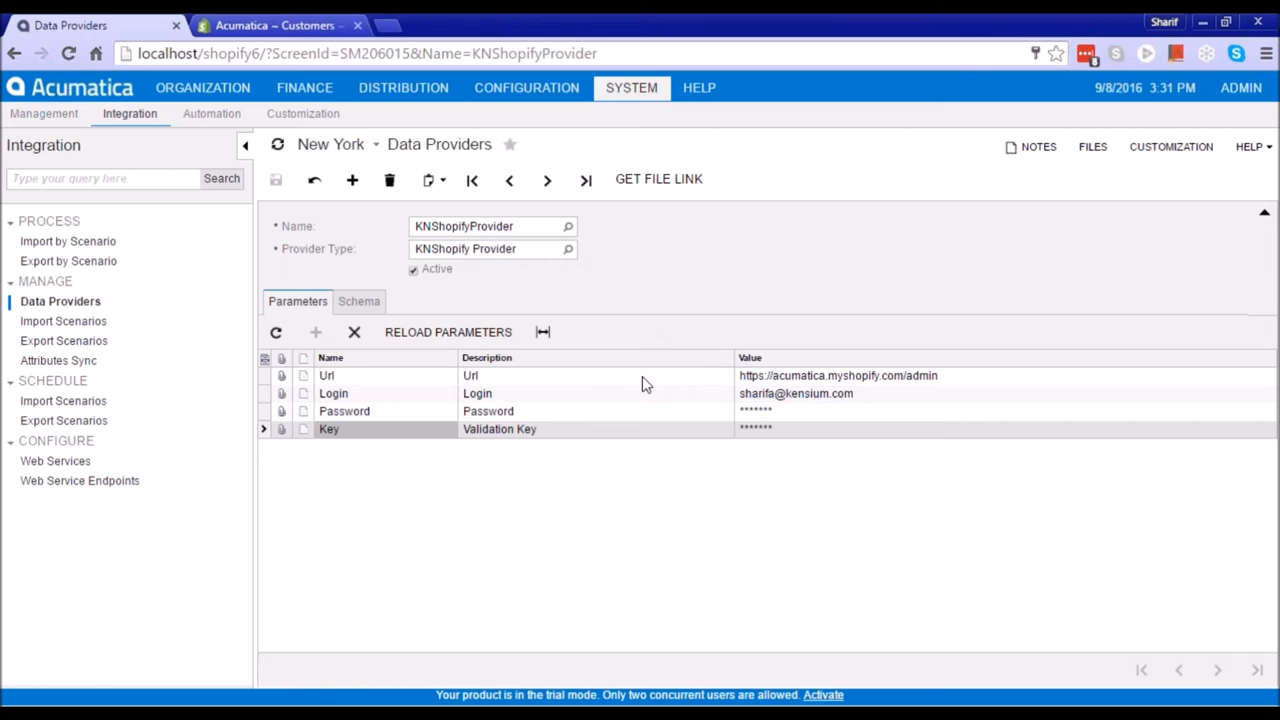 Data Providers
Acumatica ~ Customers ~
Sharif
localhost/shopify6/?ScreenId=SM206015&Name=KNShopifyProvider
Acumatica ORGANIZATION FINANCE DISTRIBUTION CONFIGURATION SYSTEM HELP 9/8/2016 3:31 PM ADMIN
Management Integration Automation Customization
Integration
New York Data Providers
NOTES FILES CUSTOMIZATION HELP
Type your query here Search
GET FILE LINK
PROCESS
Import by Scenario
Export by Scenario
MANAGE
Data Providers
Import Scenarios
Export Scenarios
Attributes Sync
SCHEDULE
Import Scenarios
Export Scenarios
CONFIGURE
Web Services
Web Service Endpoints
Name: KNShopifyProvider
Provider Type: KNShopify Provider
Active
Parameters Schema
RELOAD PARAMETERS
Name Description Value
Url Url https://acumatica.myshopify.com/admin
Login Login sharifa@kensium.com
Password Password *******
Key Validation Key *******
Your product is in the trial mode. Only two concurrent users are allowed. Activate